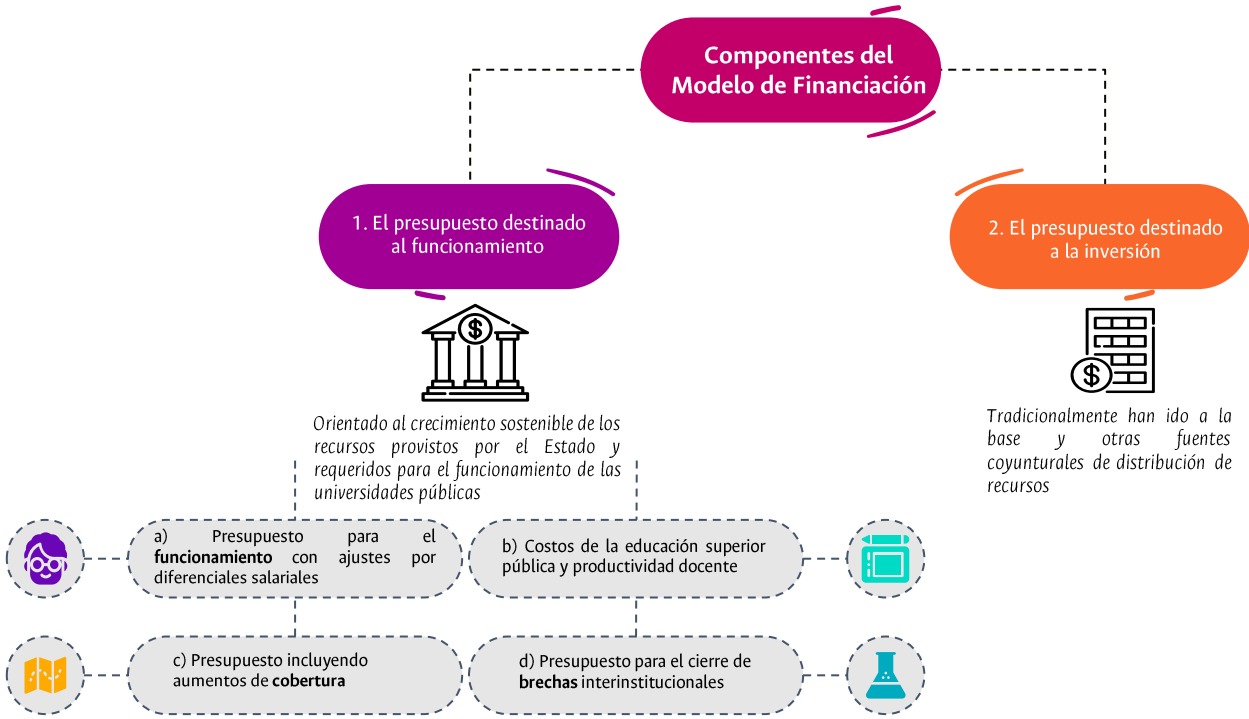 Componentes del
Modelo de Financiación
1. El presupuesto destinado
al funcionamiento
2. El presupuesto destinado
a la inversión
$
$
Orientado al crecimiento sostenible de los
recursos provistos por el Estado y
requeridos para el funcionamiento de las
universidades públicas
Tradicionalmente han ido a la
base y otras fuentes
coyunturales de distribución de
recursos
a) Presupuesto para el
funcionamiento con ajustes por
diferenciales salariales
b) Costos de la educación superior
pública y productividad docente
c) Presupuesto incluyendo
aumentos de cobertura
d) Presupuesto para el cierre de
brechas interinstitucionales